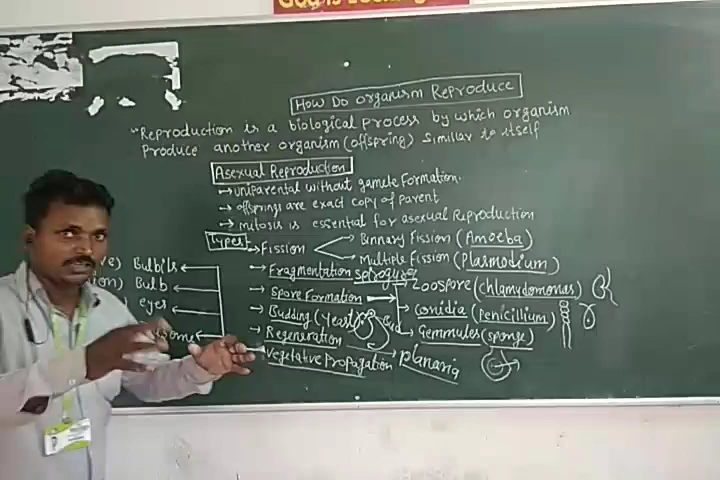 How Do organism Reproduce
"Reproduction is a biological process by which organism
Produce another organism (offspring) similar to itself
Asexual Reproduction
→ uniparental without gamete Formation.
→ offsprings are exact copy of Parent
→ mitosis is essential for asexual Reproduction
Types → Fission
Binnary Fission (Amoeba)
Multiple Fission (Plasmodium)
→ Fragmentation
→ Spore Formation
zoospore (chlamydomonas)
conidia (penicillium)
Gemmules (sponge)
→ Budding (Yeast) Bud
→ Regeneration → Planaria
Vegetative Propagation
Bulbils
Bulb
eyes